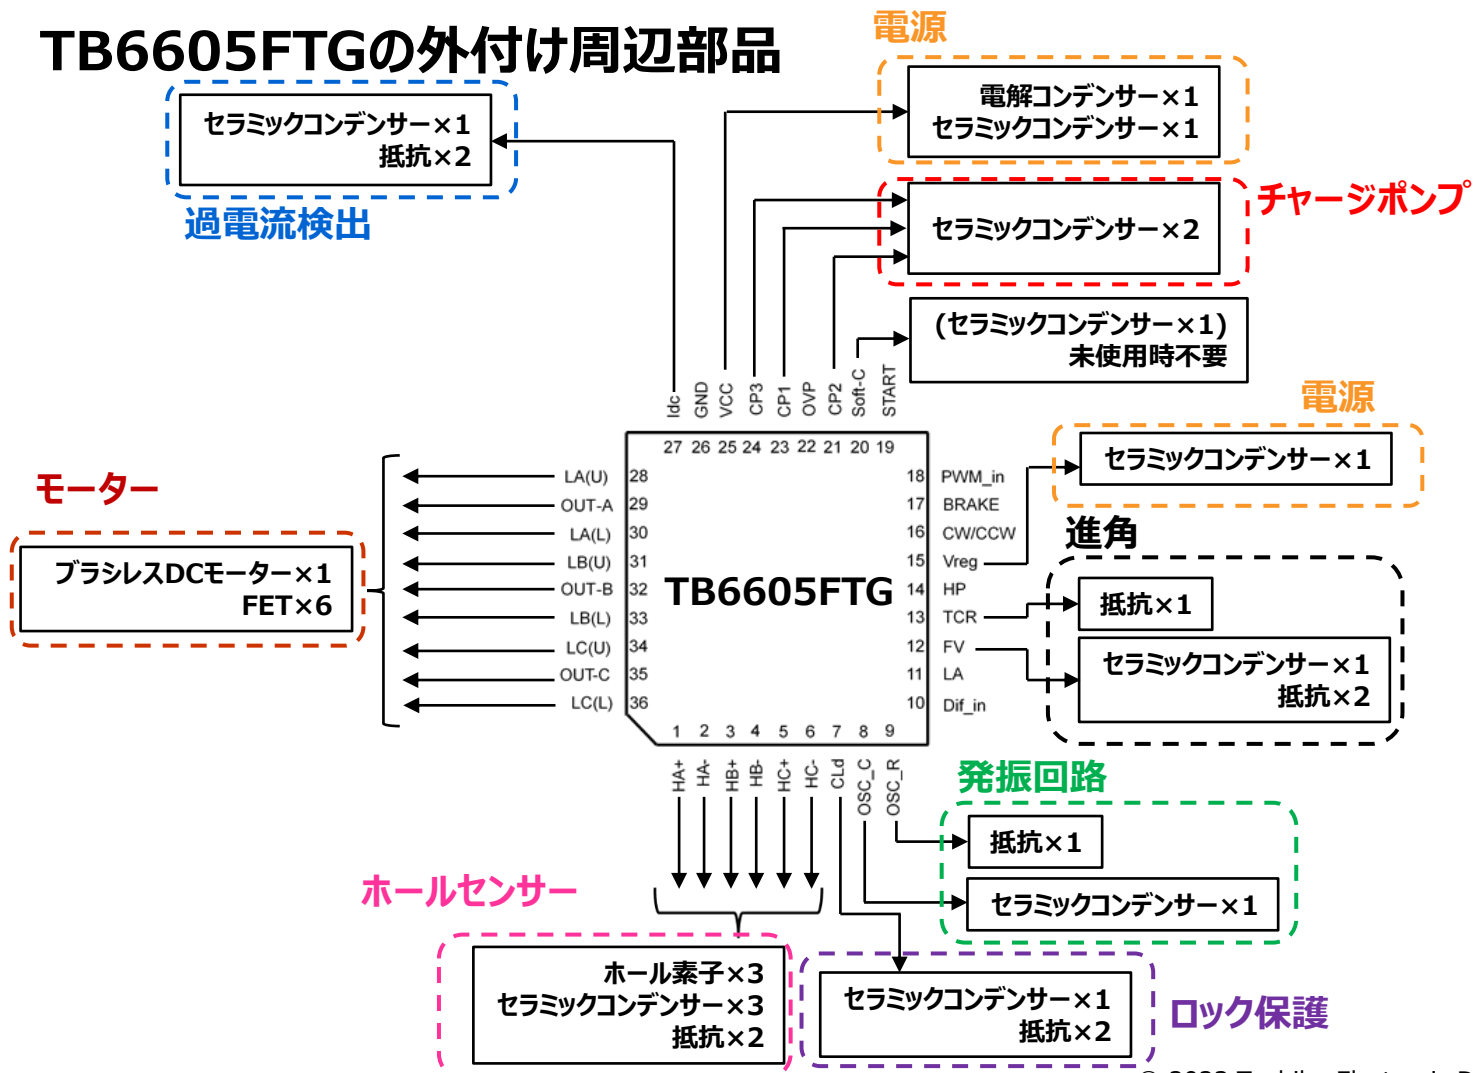 TB6605FTGの外付け周辺部品
電源
電解コンデンサー×1
セラミックコンデンサー×1
セラミックコンデンサー×1
抵抗×2
過電流検出
チャージポンプ
セラミックコンデンサー×2
(セラミックコンデンサー×1)
未使用時不要
Idc
GND
VCC
CP3
CP1
OVP
CP2
Soft-C
START
27 26 25 24 23 22 21 20 19
電源
セラミックコンデンサー×1
モーター
ブラシレスDCモーター×1
FET×6
LA(U) 28
OUT-A 29
LA(L) 30
LB(U) 31
OUT-B 32
LB(L) 33
LC(U) 34
OUT-C 35
LC(L) 36
TB6605FTG
18 PWM_in
17 BRAKE
16 CW/CCW
15 Vreg
14 HP
13 TCR
12 FV
11 LA
10 Dif_in
進角
抵抗×1
セラミックコンデンサー×1
抵抗×2
1 2 3 4 5 6 7 8 9
HA+
HA-
HB+
HB-
HC+
HC-
CLd
OSC_C
OSC_R
発振回路
抵抗×1
セラミックコンデンサー×1
ホールセンサー
ホール素子×3
セラミックコンデンサー×3
抵抗×2
セラミックコンデンサー×1
抵抗×2
ロック保護